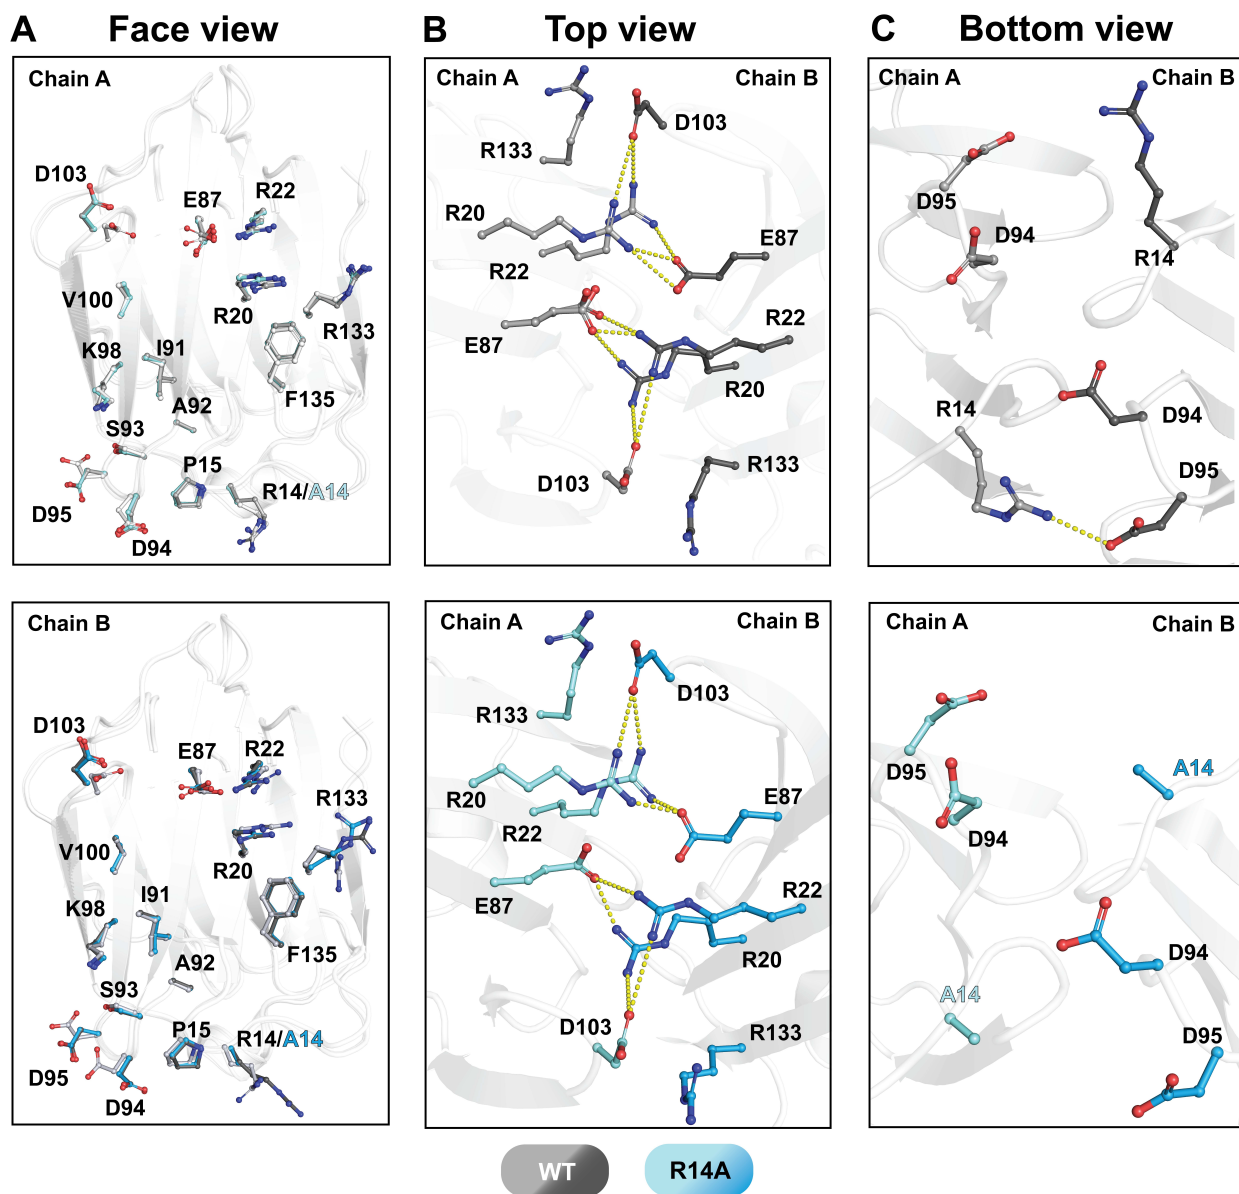 A Face view
Chain A
D103
E87
R22
V100
R20
R133
K98
I91
F135
A92
S93
P15
R14/A14
D95
D94
Chain B
D103
E87
R22
R133
V100
R20
K98
I91
F135
A92
S93
P15
R14/A14
D95
D94
B Top view
Chain A Chain B
D103
R133
R20
E87
R22
R22
E87
R20
R133
D103
Chain A Chain B
D103
R133
R20
E87
R22
R22
E87
R20
D103
R133
C Bottom view
Chain A Chain B
D95
D94
R14
R14
D94
D95
Chain A Chain B
D95
A14
D94
D94
A14
D95
WT R14A